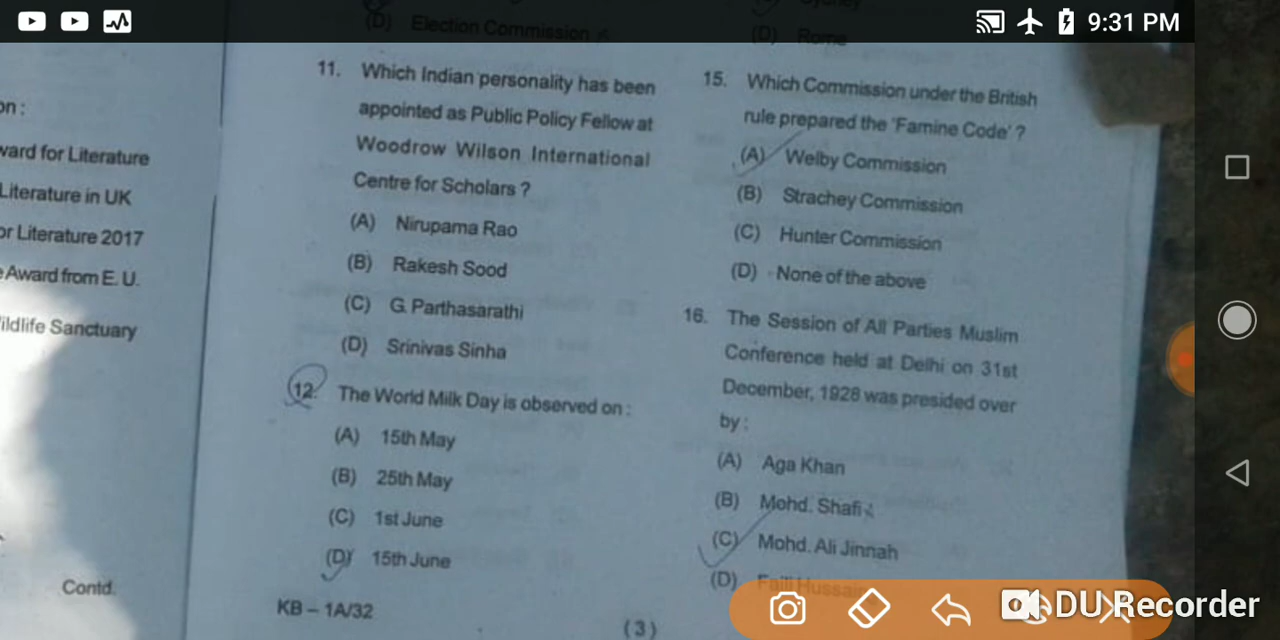 9:31 PM
(D) Election Commission
(D) Rome
on :
ward for Literature
Literature in UK
or Literature 2017
e Award from E. U.
ildlife Sanctuary
Contd.
11. Which Indian personality has been
appointed as Public Policy Fellow at
Woodrow Wilson International
Centre for Scholars ?
(A) Nirupama Rao
(B) Rakesh Sood
(C) G. Parthasarathi
(D) Srinivas Sinha
12. The World Milk Day is observed on :
(A) 15th May
(B) 25th May
(C) 1st June
(D) 15th June
KB – 1A/32
(3)
15. Which Commission under the British
rule prepared the 'Famine Code' ?
(A) Welby Commission
(B) Strachey Commission
(C) Hunter Commission
(D) None of the above
16. The Session of All Parties Muslim
Conference held at Delhi on 31st
December, 1928 was presided over
by :
(A) Aga Khan
(B) Mohd. Shafi
(C) Mohd. Ali Jinnah
(D)
DU Recorder